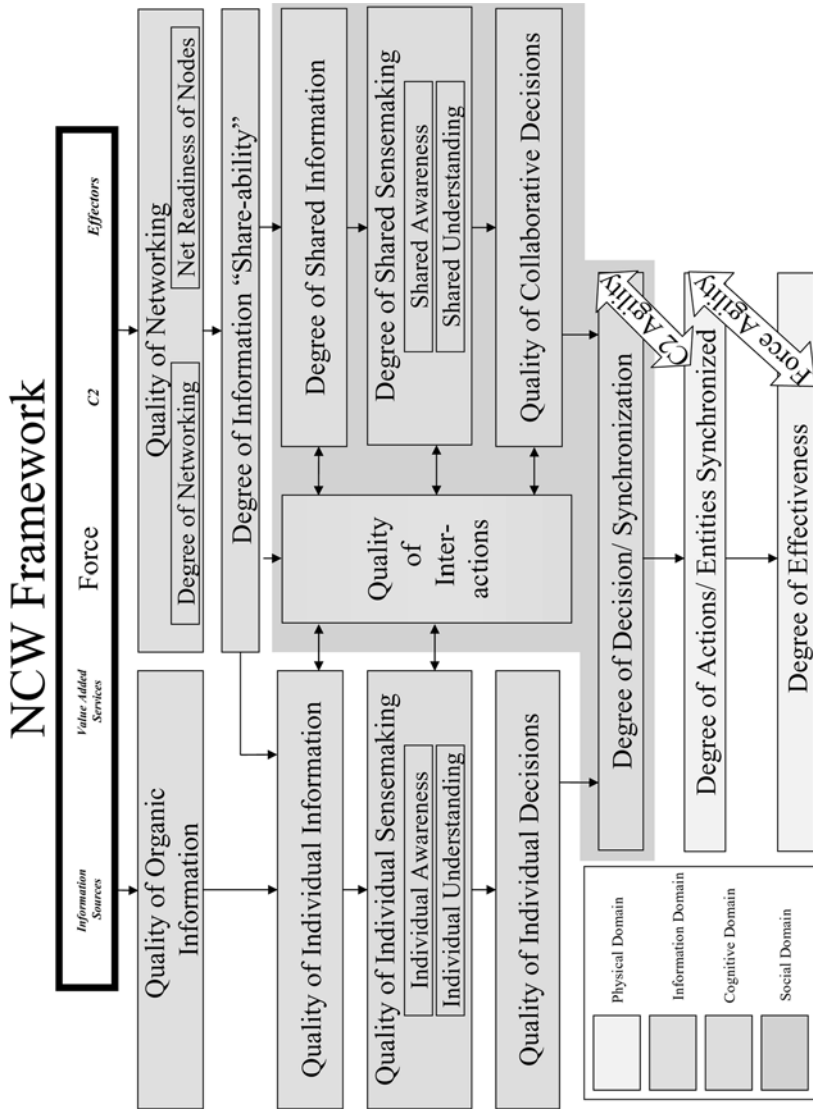 NCW Framework
Information
Sources
Value Added
Services
Force
C2
Effectors
Quality of Organic
Information
Quality of Networking
Degree of Networking
Net Readiness of Nodes
Degree of Information “Share-ability”
Quality of Individual Information
Quality of Individual Sensemaking
Individual Awareness
Individual Understanding
Quality of Individual Decisions
Quality
of
Inter-
actions
Degree of Shared Information
Degree of Shared Sensemaking
Shared Awareness
Shared Understanding
Quality of Collaborative Decisions
Degree of Decision/ Synchronization
C2 Agility
Degree of Actions/ Entities Synchronized
Force Agility
Degree of Effectiveness
Physical Domain
Information Domain
Cognitive Domain
Social Domain